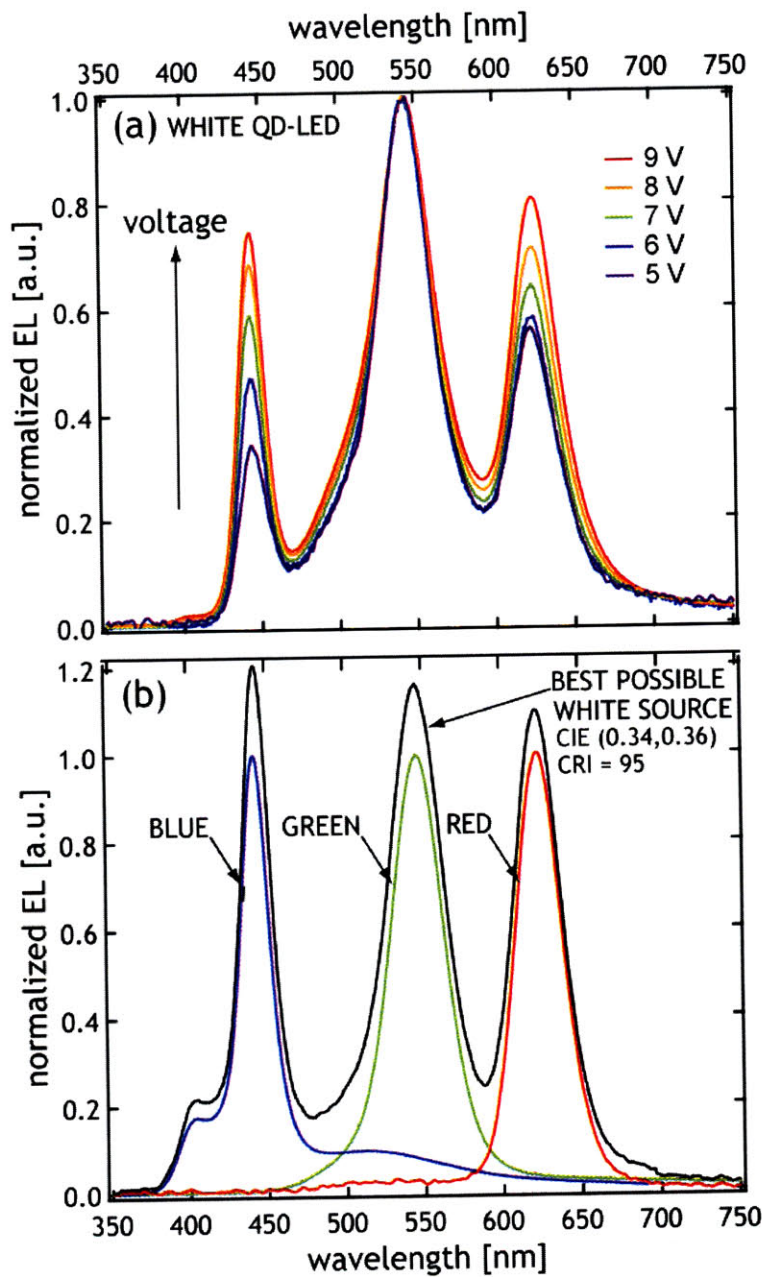 wavelength [nm]
350 400 450 500 550 600 650 700 750
1.0
(a) WHITE QD-LED
9 V
8 V
0.8
voltage
7 V
6 V
5 V
0.6
normalized EL [a.u.]
0.4
0.2
0.0
1.2
(b)
BEST POSSIBLE
WHITE SOURCE
CIE (0.34,0.36)
CRI = 95
1.0
BLUE GREEN RED
0.8
normalized EL [a.u.]
0.6
0.4
0.2
0.0
350 400 450 500 550 600 650 700 750
wavelength [nm]